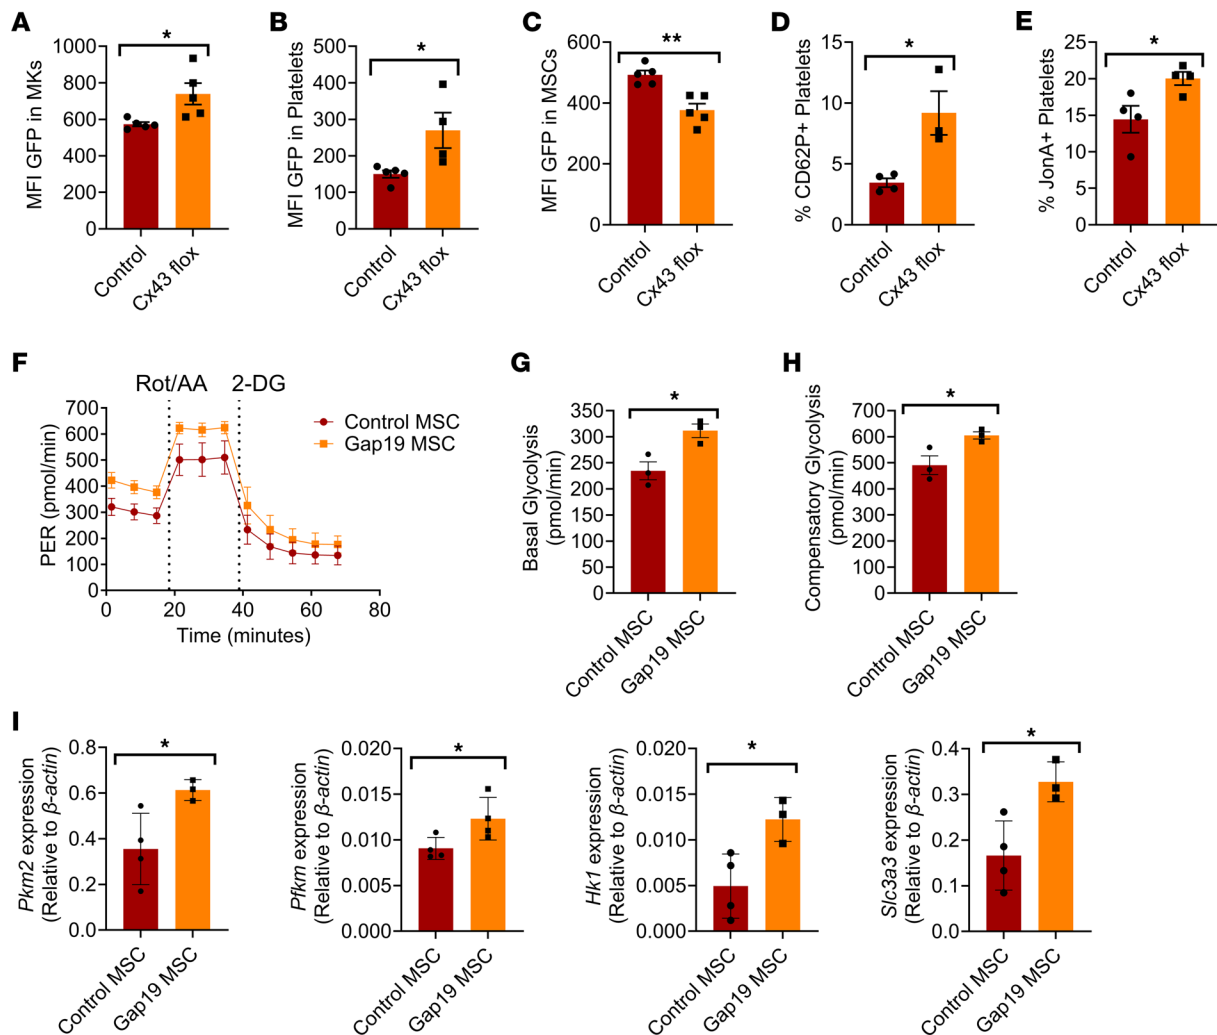 A
MFI GFP in MKs
1000
800
600
400
200
0
*
Control
Cx43 flox
B
MFI GFP in Platelets
500
400
300
200
100
0
*
Control
Cx43 flox
C
MFI GFP in MSCs
600
400
200
0
**
Control
Cx43 flox
D
% CD62P+ Platelets
15
10
5
0
*
Control
Cx43 flox
E
% JonA+ Platelets
25
20
15
10
5
0
*
Control
Cx43 flox
F
Rot/AA
2-DG
PER (pmol/min)
700
600
500
400
300
200
100
0
0 20 40 60 80
Time (minutes)
Control MSC
Gap19 MSC
G
Basal Glycolysis
(pmol/min)
350
300
250
200
150
100
50
0
*
Control MSC
Gap19 MSC
H
Compensatory Glycolysis
(pmol/min)
700
600
500
400
300
200
100
0
*
Control MSC
Gap19 MSC
I
Pkm2 expression
(Relative to β-actin)
0.8
0.6
0.4
0.2
0.0
*
Control MSC
Gap19 MSC
Pfkm expression
(Relative to β-actin)
0.020
0.015
0.010
0.005
0.000
*
Control MSC
Gap19 MSC
Hk1 expression
(Relative to β-actin)
0.020
0.015
0.010
0.005
0.000
*
Control MSC
Gap19 MSC
Slc3a3 expression
(Relative to β-actin)
0.4
0.3
0.2
0.1
0.0
*
Control MSC
Gap19 MSC